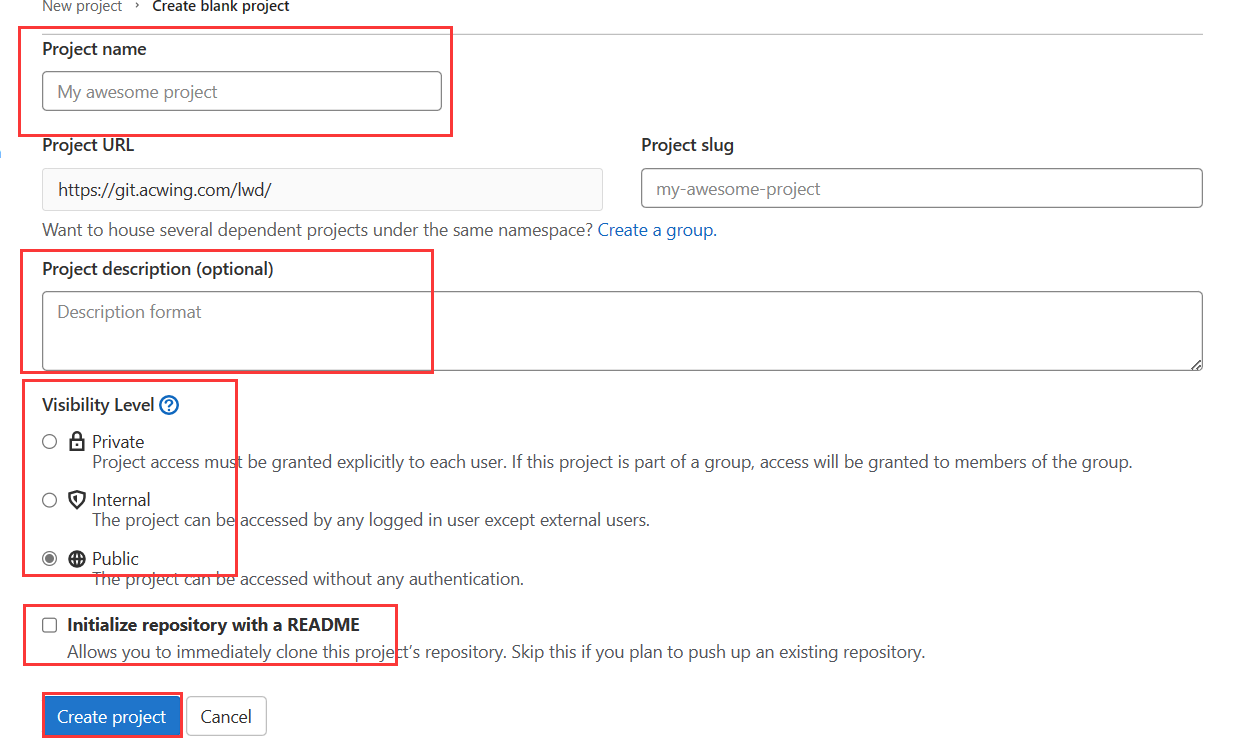 New project › Create blank project
Project name
My awesome project
Project URL
Project slug
https://git.acwing.com/lwd/
my-awesome-project
Want to house several dependent projects under the same namespace? Create a group.
Project description (optional)
Description format
Visibility Level
Private
Project access must be granted explicitly to each user. If this project is part of a group, access will be granted to members of the group.
Internal
The project can be accessed by any logged in user except external users.
Public
The project can be accessed without any authentication.
Initialize repository with a README
Allows you to immediately clone this project’s repository. Skip this if you plan to push up an existing repository.
Create project
Cancel